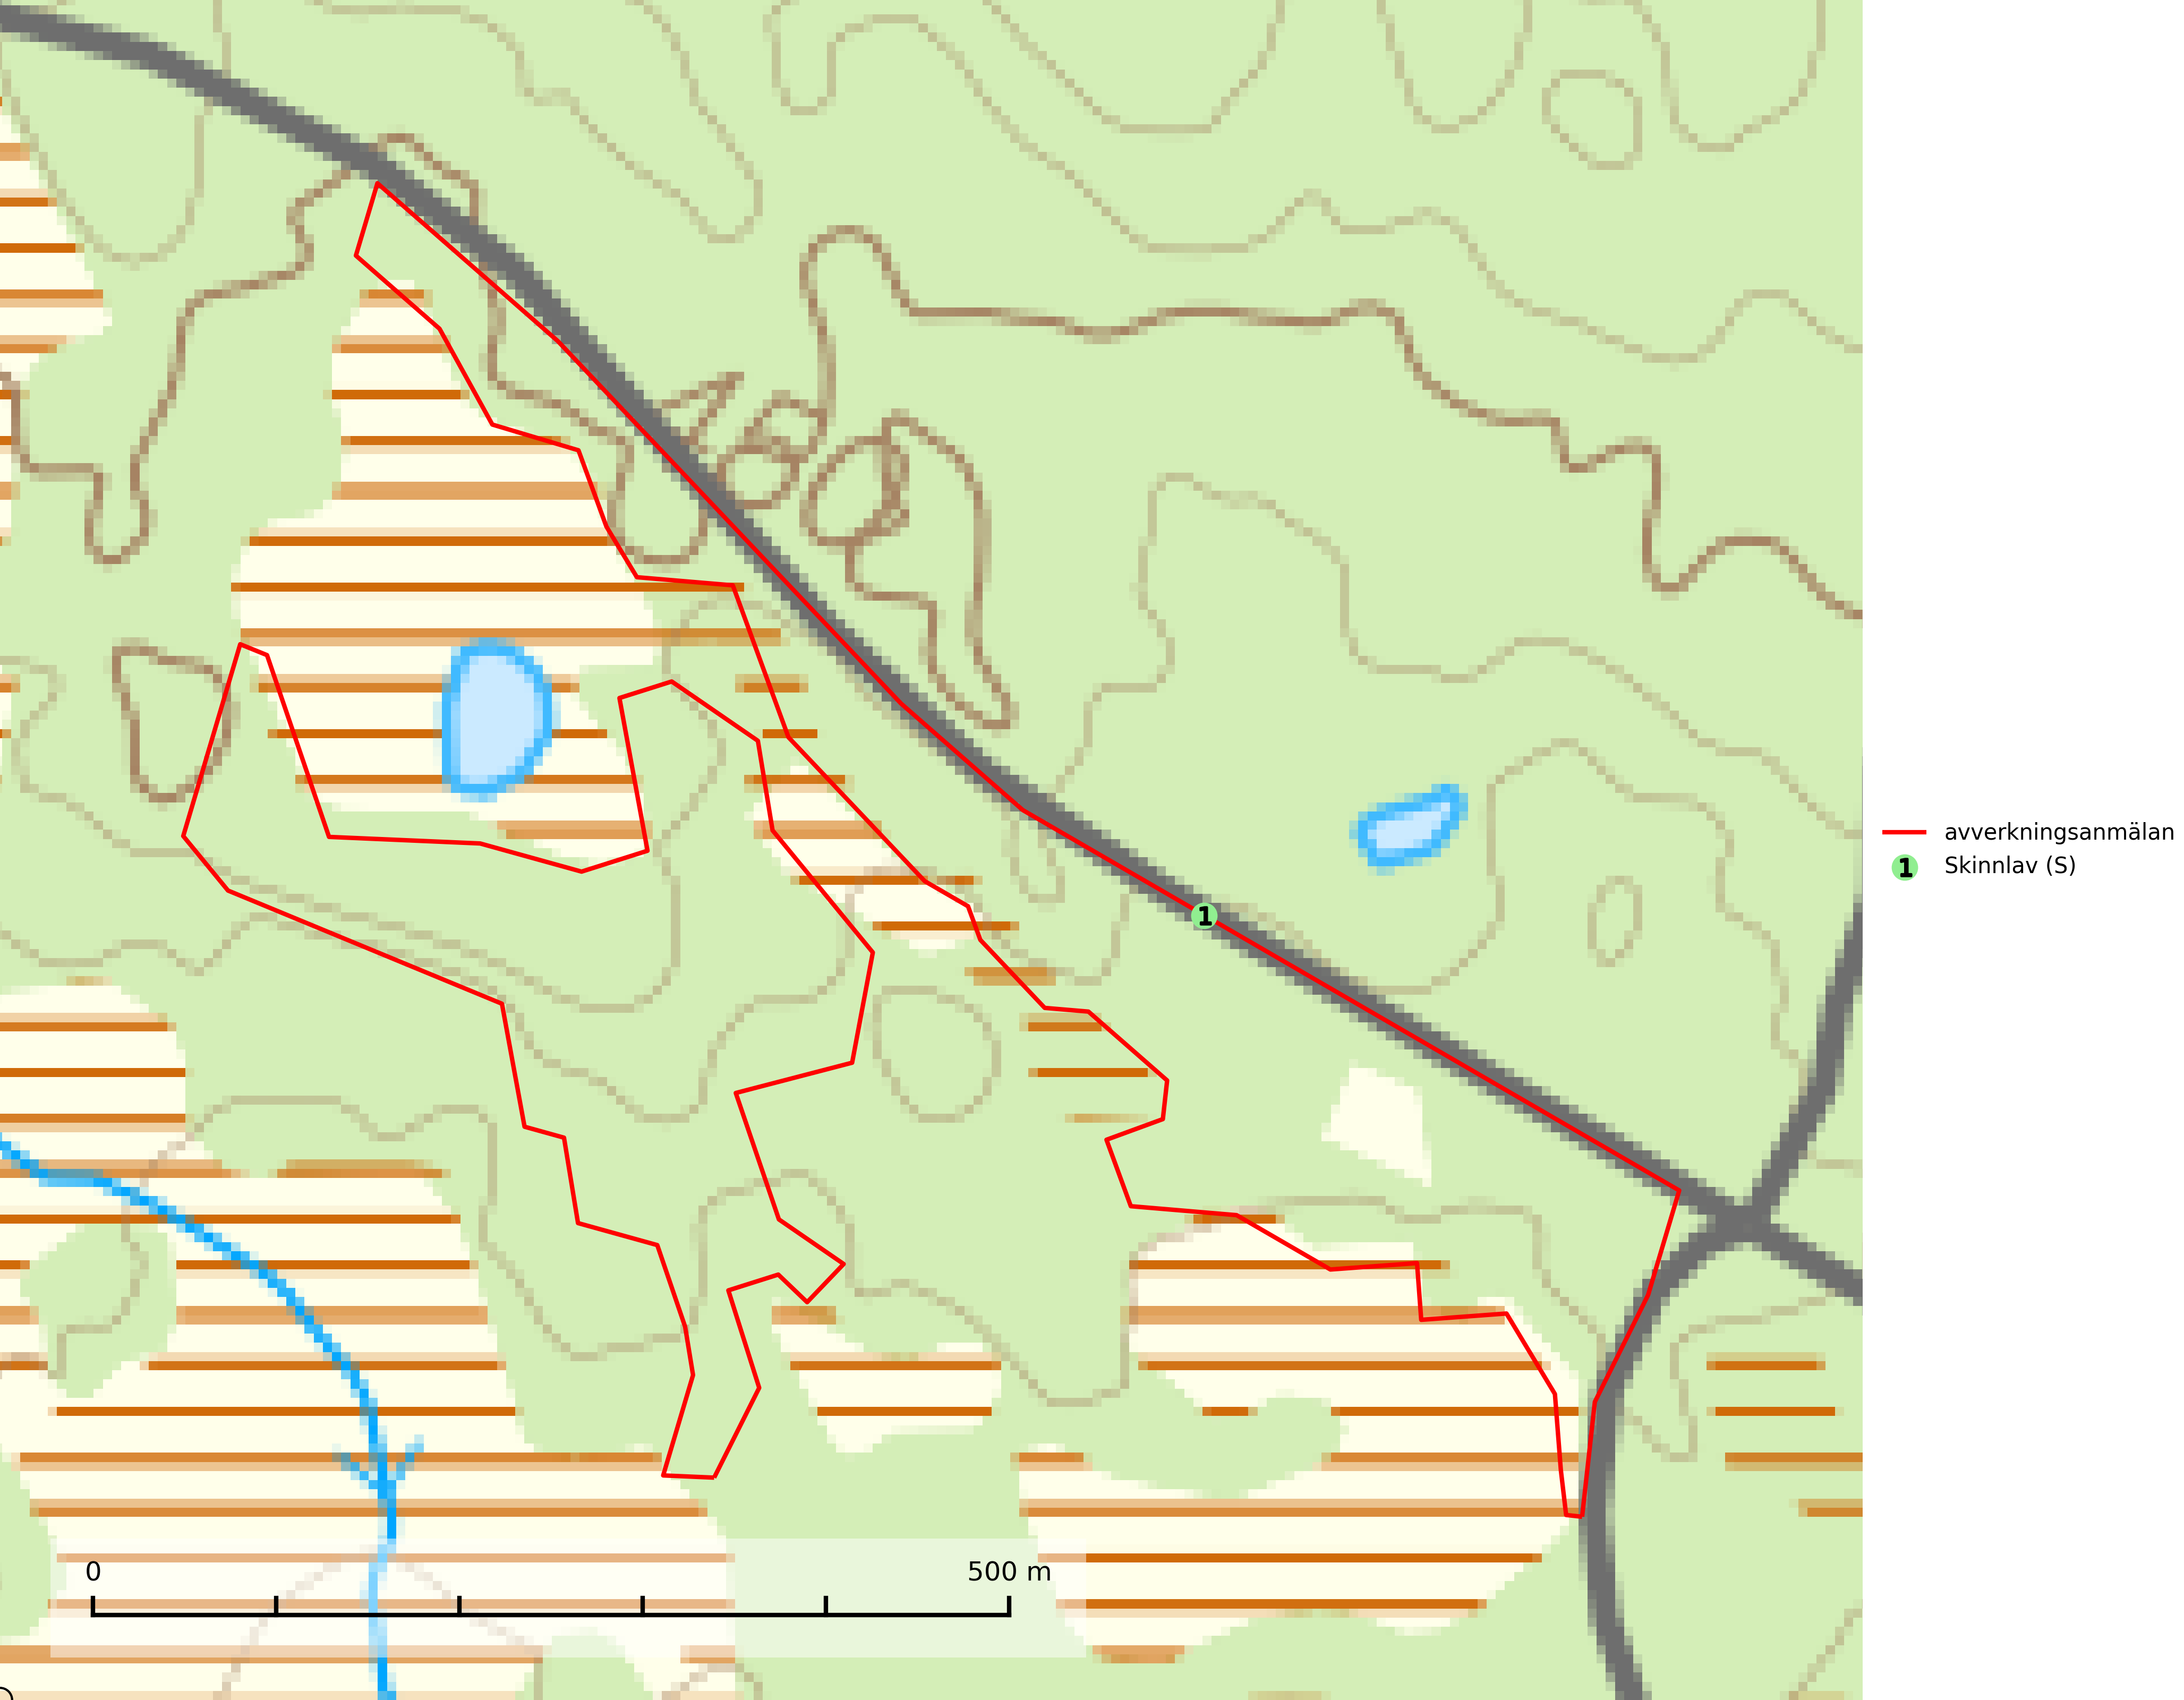 1
avverkningsanmälan
1 Skinnlav (S)
0 500 m